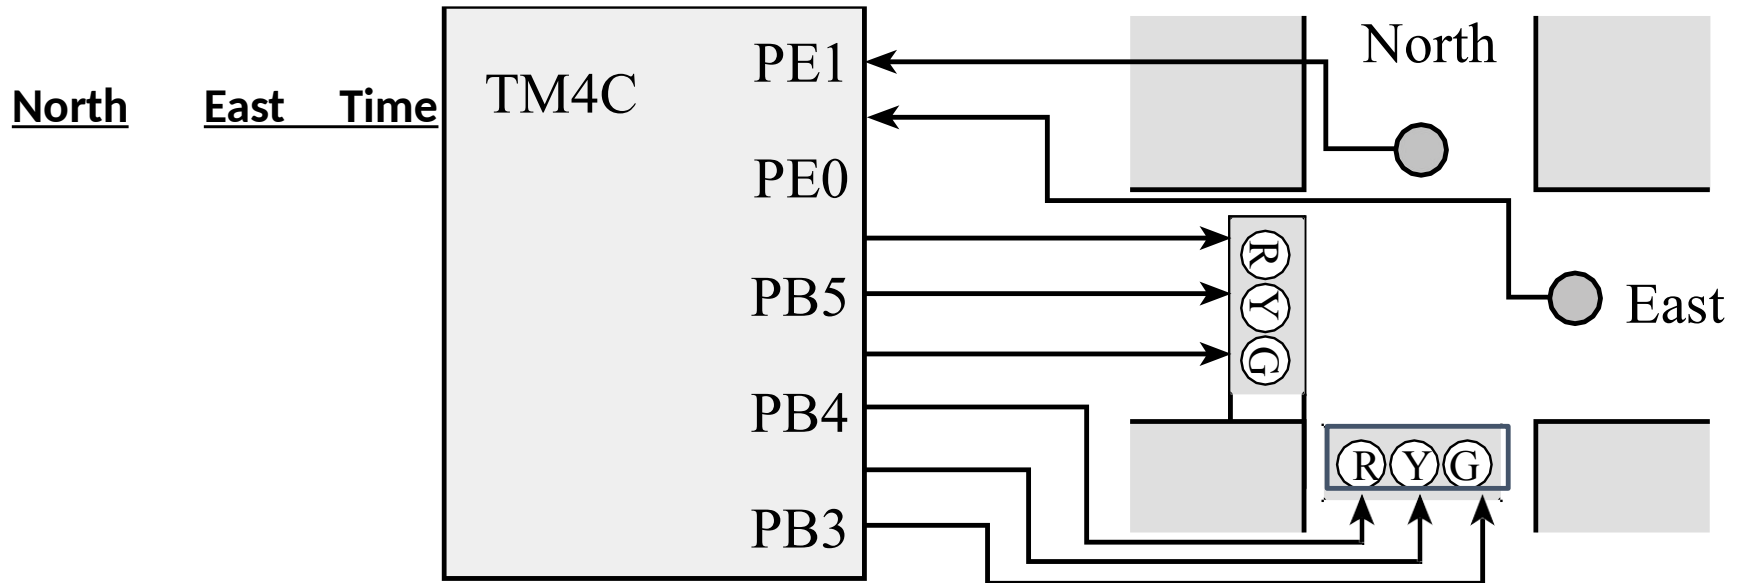 North East Time
TM4C
PE1
PE0
PB5
PB4
PB3
North
East
R
Y
G
R Y G